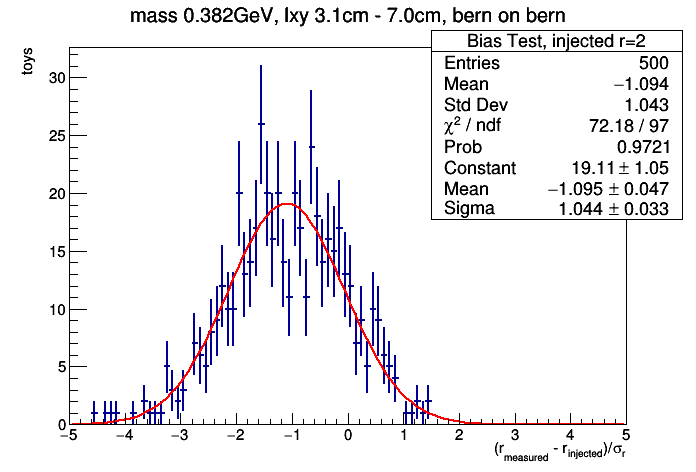 mass 0.382GeV, lxy 3.1cm - 7.0cm, bern on bern
toys
Bias Test, injected r=2
Entries 500
Mean −1.094
Std Dev 1.043
χ² / ndf 72.18 / 97
Prob 0.9721
Constant 19.11 ± 1.05
Mean −1.095 ± 0.047
Sigma 1.044 ± 0.033
30
25
20
15
10
5
0
−5 −4 −3 −2 −1 0 1 2 3 4 5
(r_measured - r_injected)/σ_r